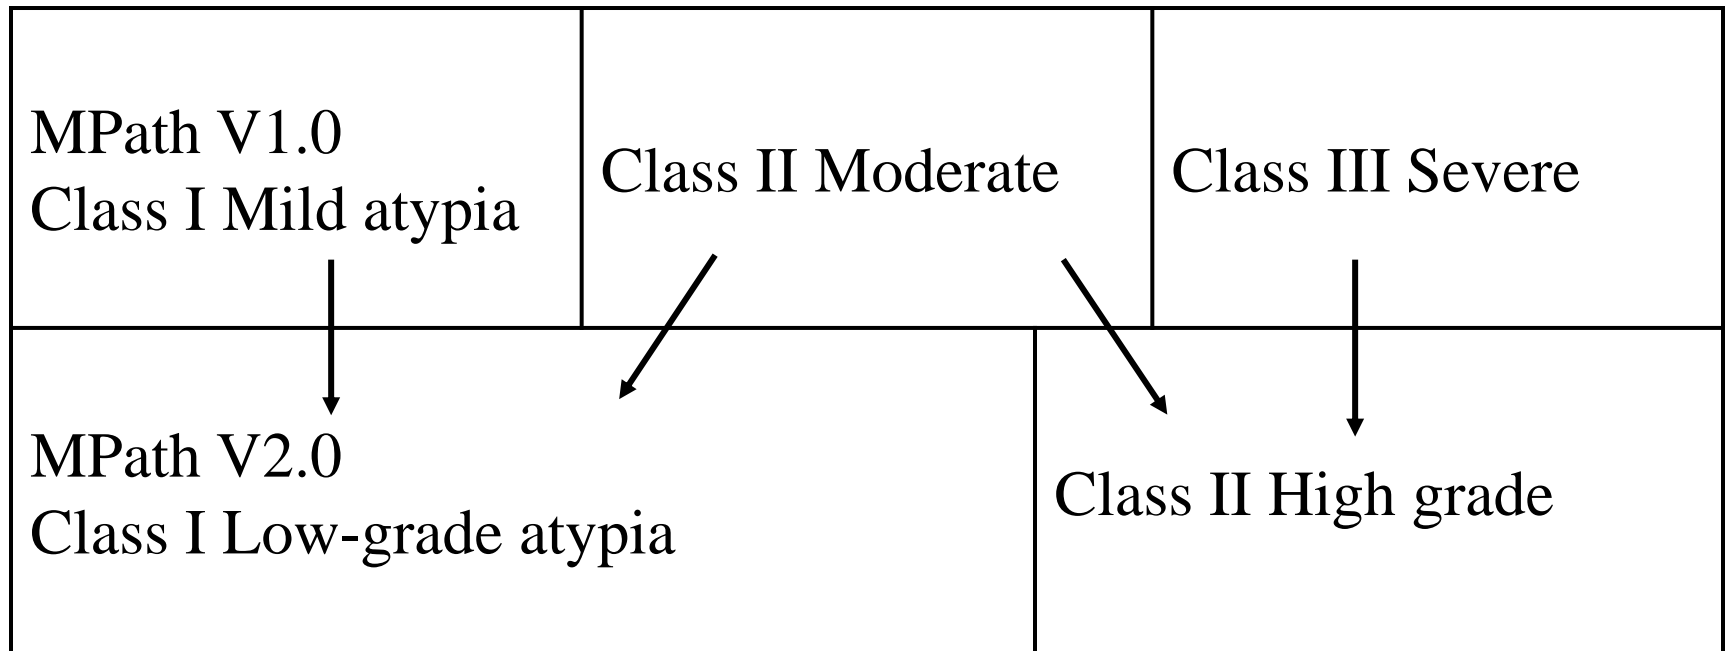 MPath V1.0
Class I Mild atypia
Class II Moderate
Class III Severe
MPath V2.0
Class I Low-grade atypia
Class II High grade